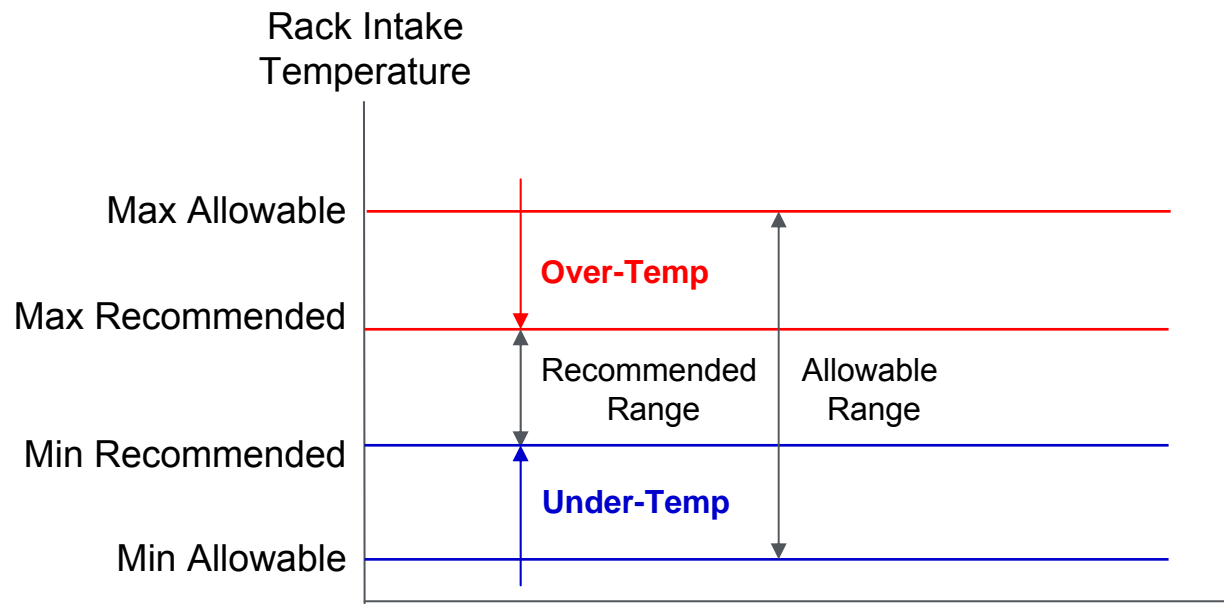 Rack Intake
Temperature
Max Allowable
Over-Temp
Max Recommended
Recommended
Range
Allowable
Range
Min Recommended
Under-Temp
Min Allowable